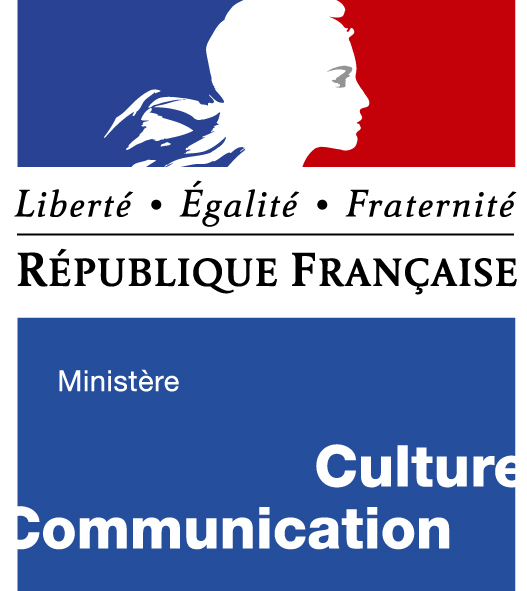 Liberté • Égalité • Fraternité
RÉPUBLIQUE FRANÇAISE
Ministère
Culture
Communication